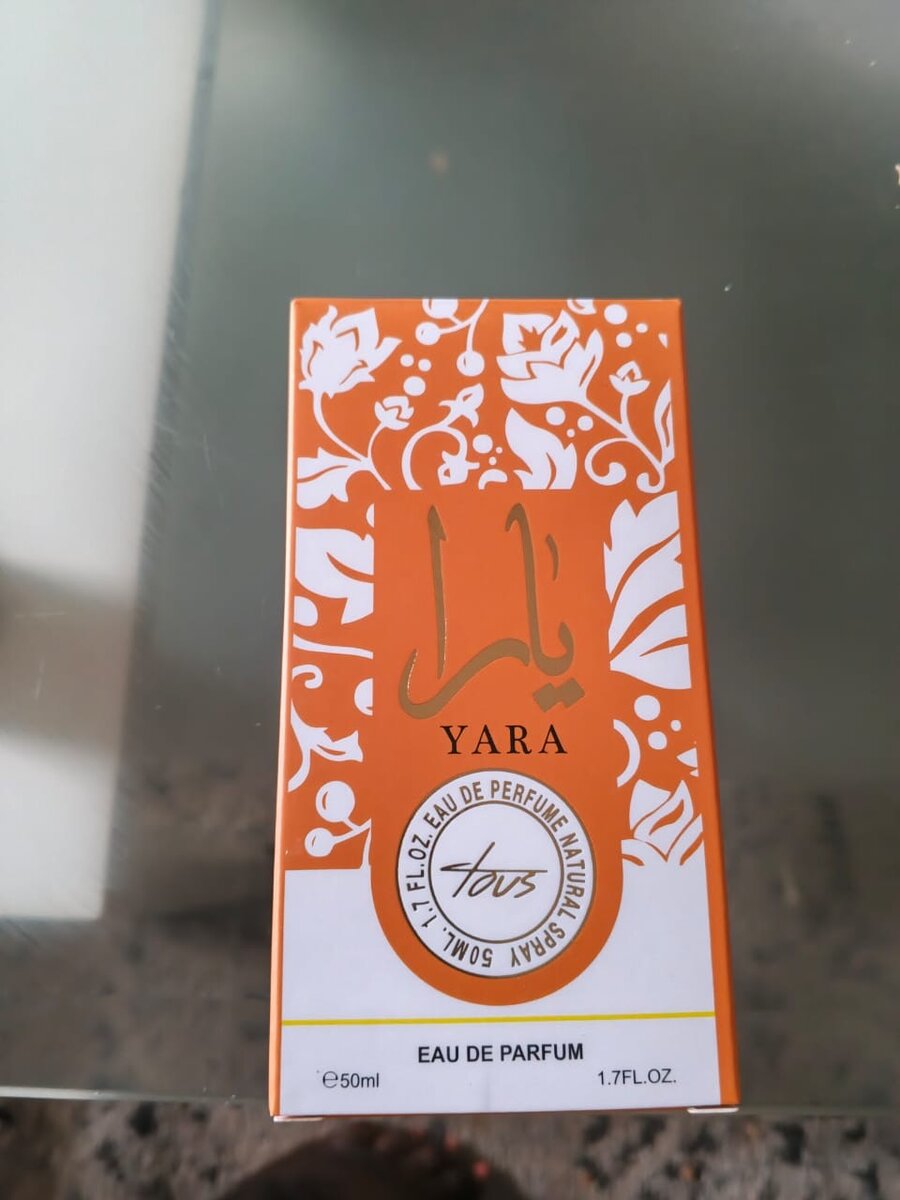 يارا
YARA
EAU DE PERFUME NATURAL SPRAY 50ML. 1.7 FL.OZ.
tous
EAU DE PARFUM
℮50ml 1.7FL.OZ.